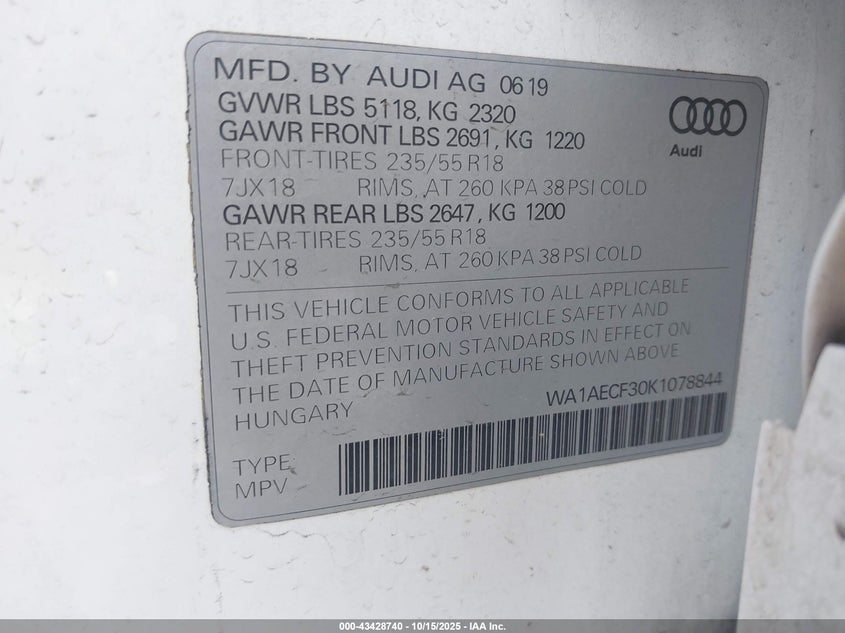 MFD. BY AUDI AG 06 19
GVWR LBS 5118, KG 2320
GAWR FRONT LBS 2691, KG 1220
FRONT-TIRES 235/55 R18
7JX18 RIMS, AT 260 KPA 38 PSI COLD
GAWR REAR LBS 2647, KG 1200
REAR-TIRES 235/55 R18
7JX18 RIMS, AT 260 KPA 38 PSI COLD
Audi
THIS VEHICLE CONFORMS TO ALL APPLICABLE
U.S. FEDERAL MOTOR VEHICLE SAFETY AND
THEFT PREVENTION STANDARDS IN EFFECT ON
THE DATE OF MANUFACTURE SHOWN ABOVE.
HUNGARY WA1AECF30K1078844
TYPE:
MPV
000-43428740 - 10/15/2025 - IAA Inc.